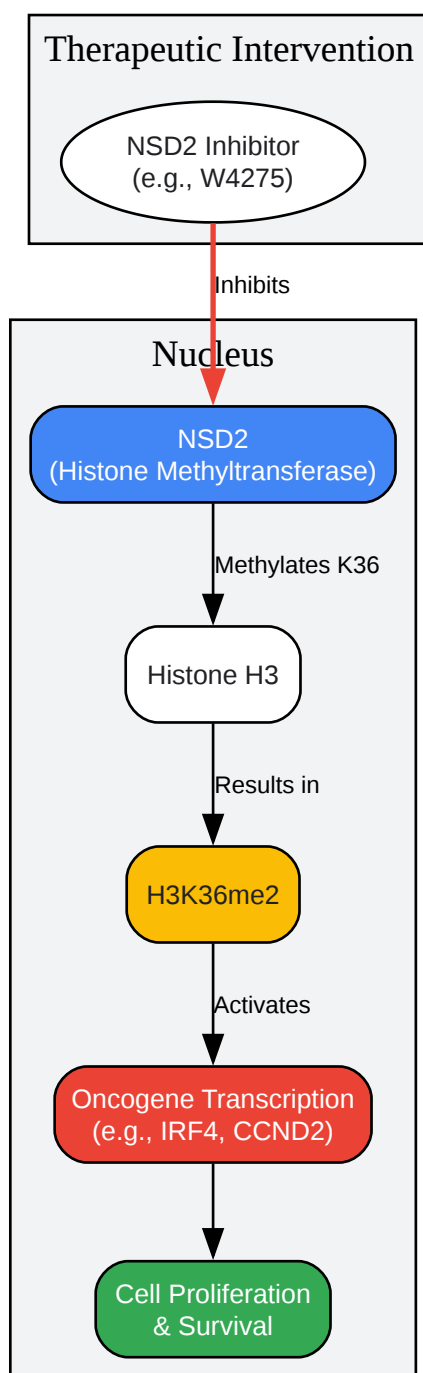 Therapeutic Intervention
NSD2 Inhibitor
(e.g., W4275)
Inhibits
Nucleus
NSD2
(Histone Methyltransferase)
Methylates K36
Histone H3
Results in
H3K36me2
Activates
Oncogene Transcription
(e.g., IRF4, CCND2)
Cell Proliferation
& Survival